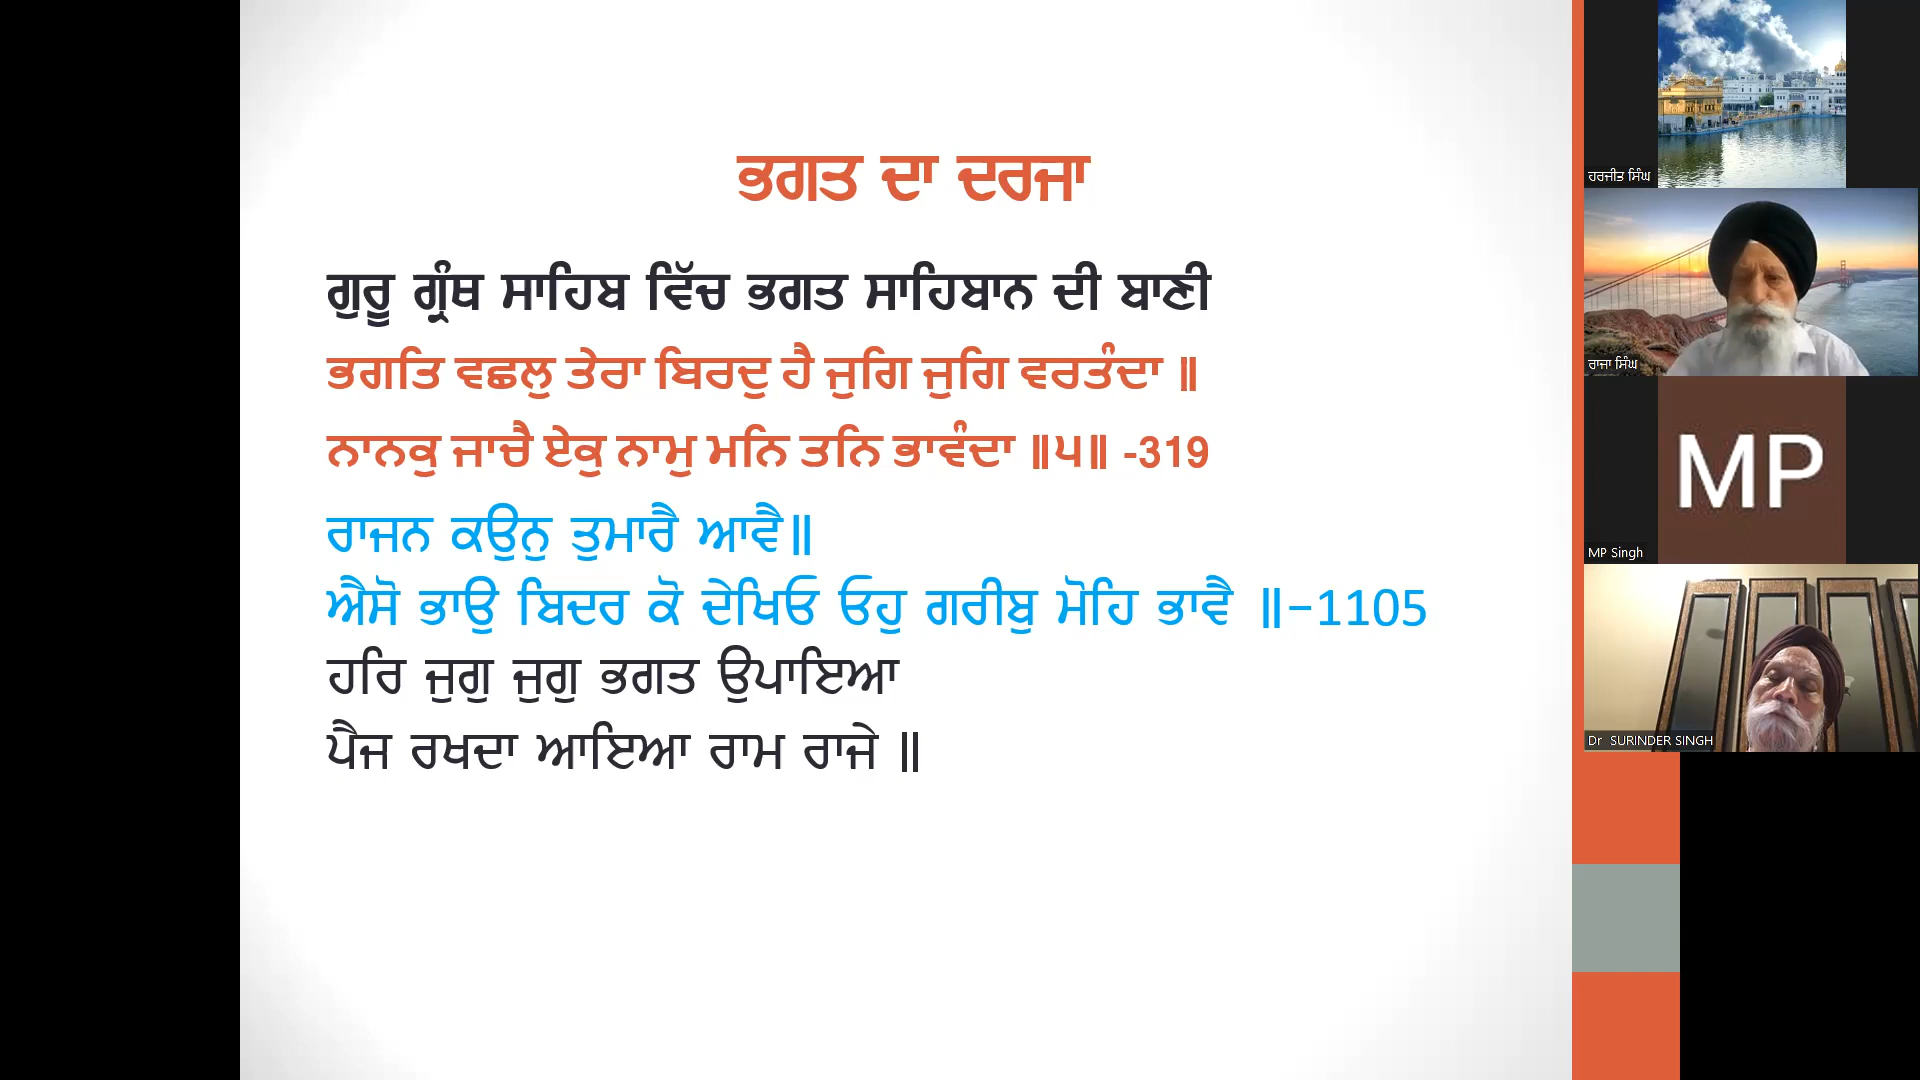 ਭਗਤ ਦਾ ਦਰਜਾ
ਗੁਰੂ ਗ੍ਰੰਥ ਸਾਹਿਬ ਵਿੱਚ ਭਗਤ ਸਾਹਿਬਾਨ ਦੀ ਬਾਣੀ
ਭਗਤਿ ਵਛਲੁ ਤੇਰਾ ਬਿਰਦੁ ਹੈ ਜੁਗਿ ਜੁਗਿ ਵਰਤੰਦਾ ॥
ਨਾਨਕੁ ਜਾਚੈ ਏਕੁ ਨਾਮੁ ਮਨਿ ਤਨਿ ਭਾਵੰਦਾ ॥੫॥ -319
ਰਾਜਨ ਕਉਨੁ ਤੁਮਾਰੈ ਆਵੈ॥
ਐਸੋ ਭਾਉ ਬਿਦਰ ਕੋ ਦੇਖਿਓ ਓਹੁ ਗਰੀਬੁ ਮੋਹਿ ਭਾਵੈ ॥–1105
ਹਰਿ ਜੁਗੁ ਜੁਗੁ ਭਗਤ ਉਪਾਇਆ
ਪੈਜ ਰਖਦਾ ਆਇਆ ਰਾਮ ਰਾਜੇ ॥
ਹਰਜੀਤ ਸਿੰਘ
ਰਾਜਾ ਸਿੰਘ
MP
MP Singh
Dr SURINDER SINGH